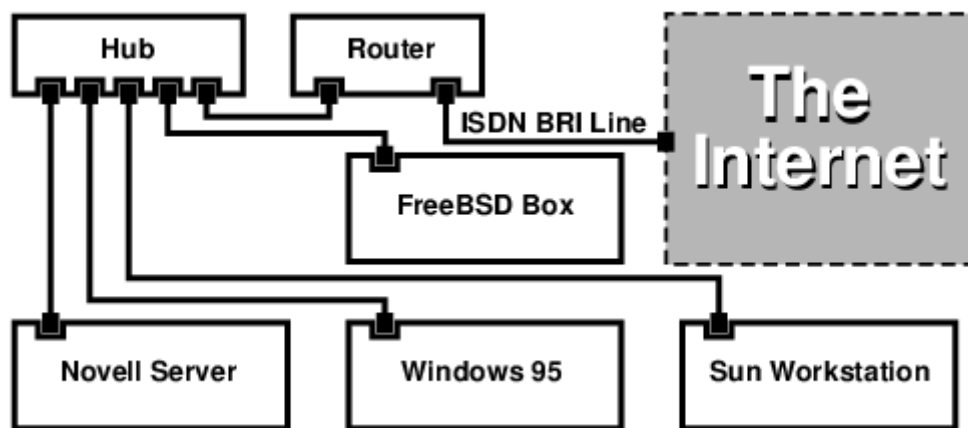 Hub
Router
The
Internet
ISDN BRI Line
FreeBSD Box
Novell Server
Windows 95
Sun Workstation